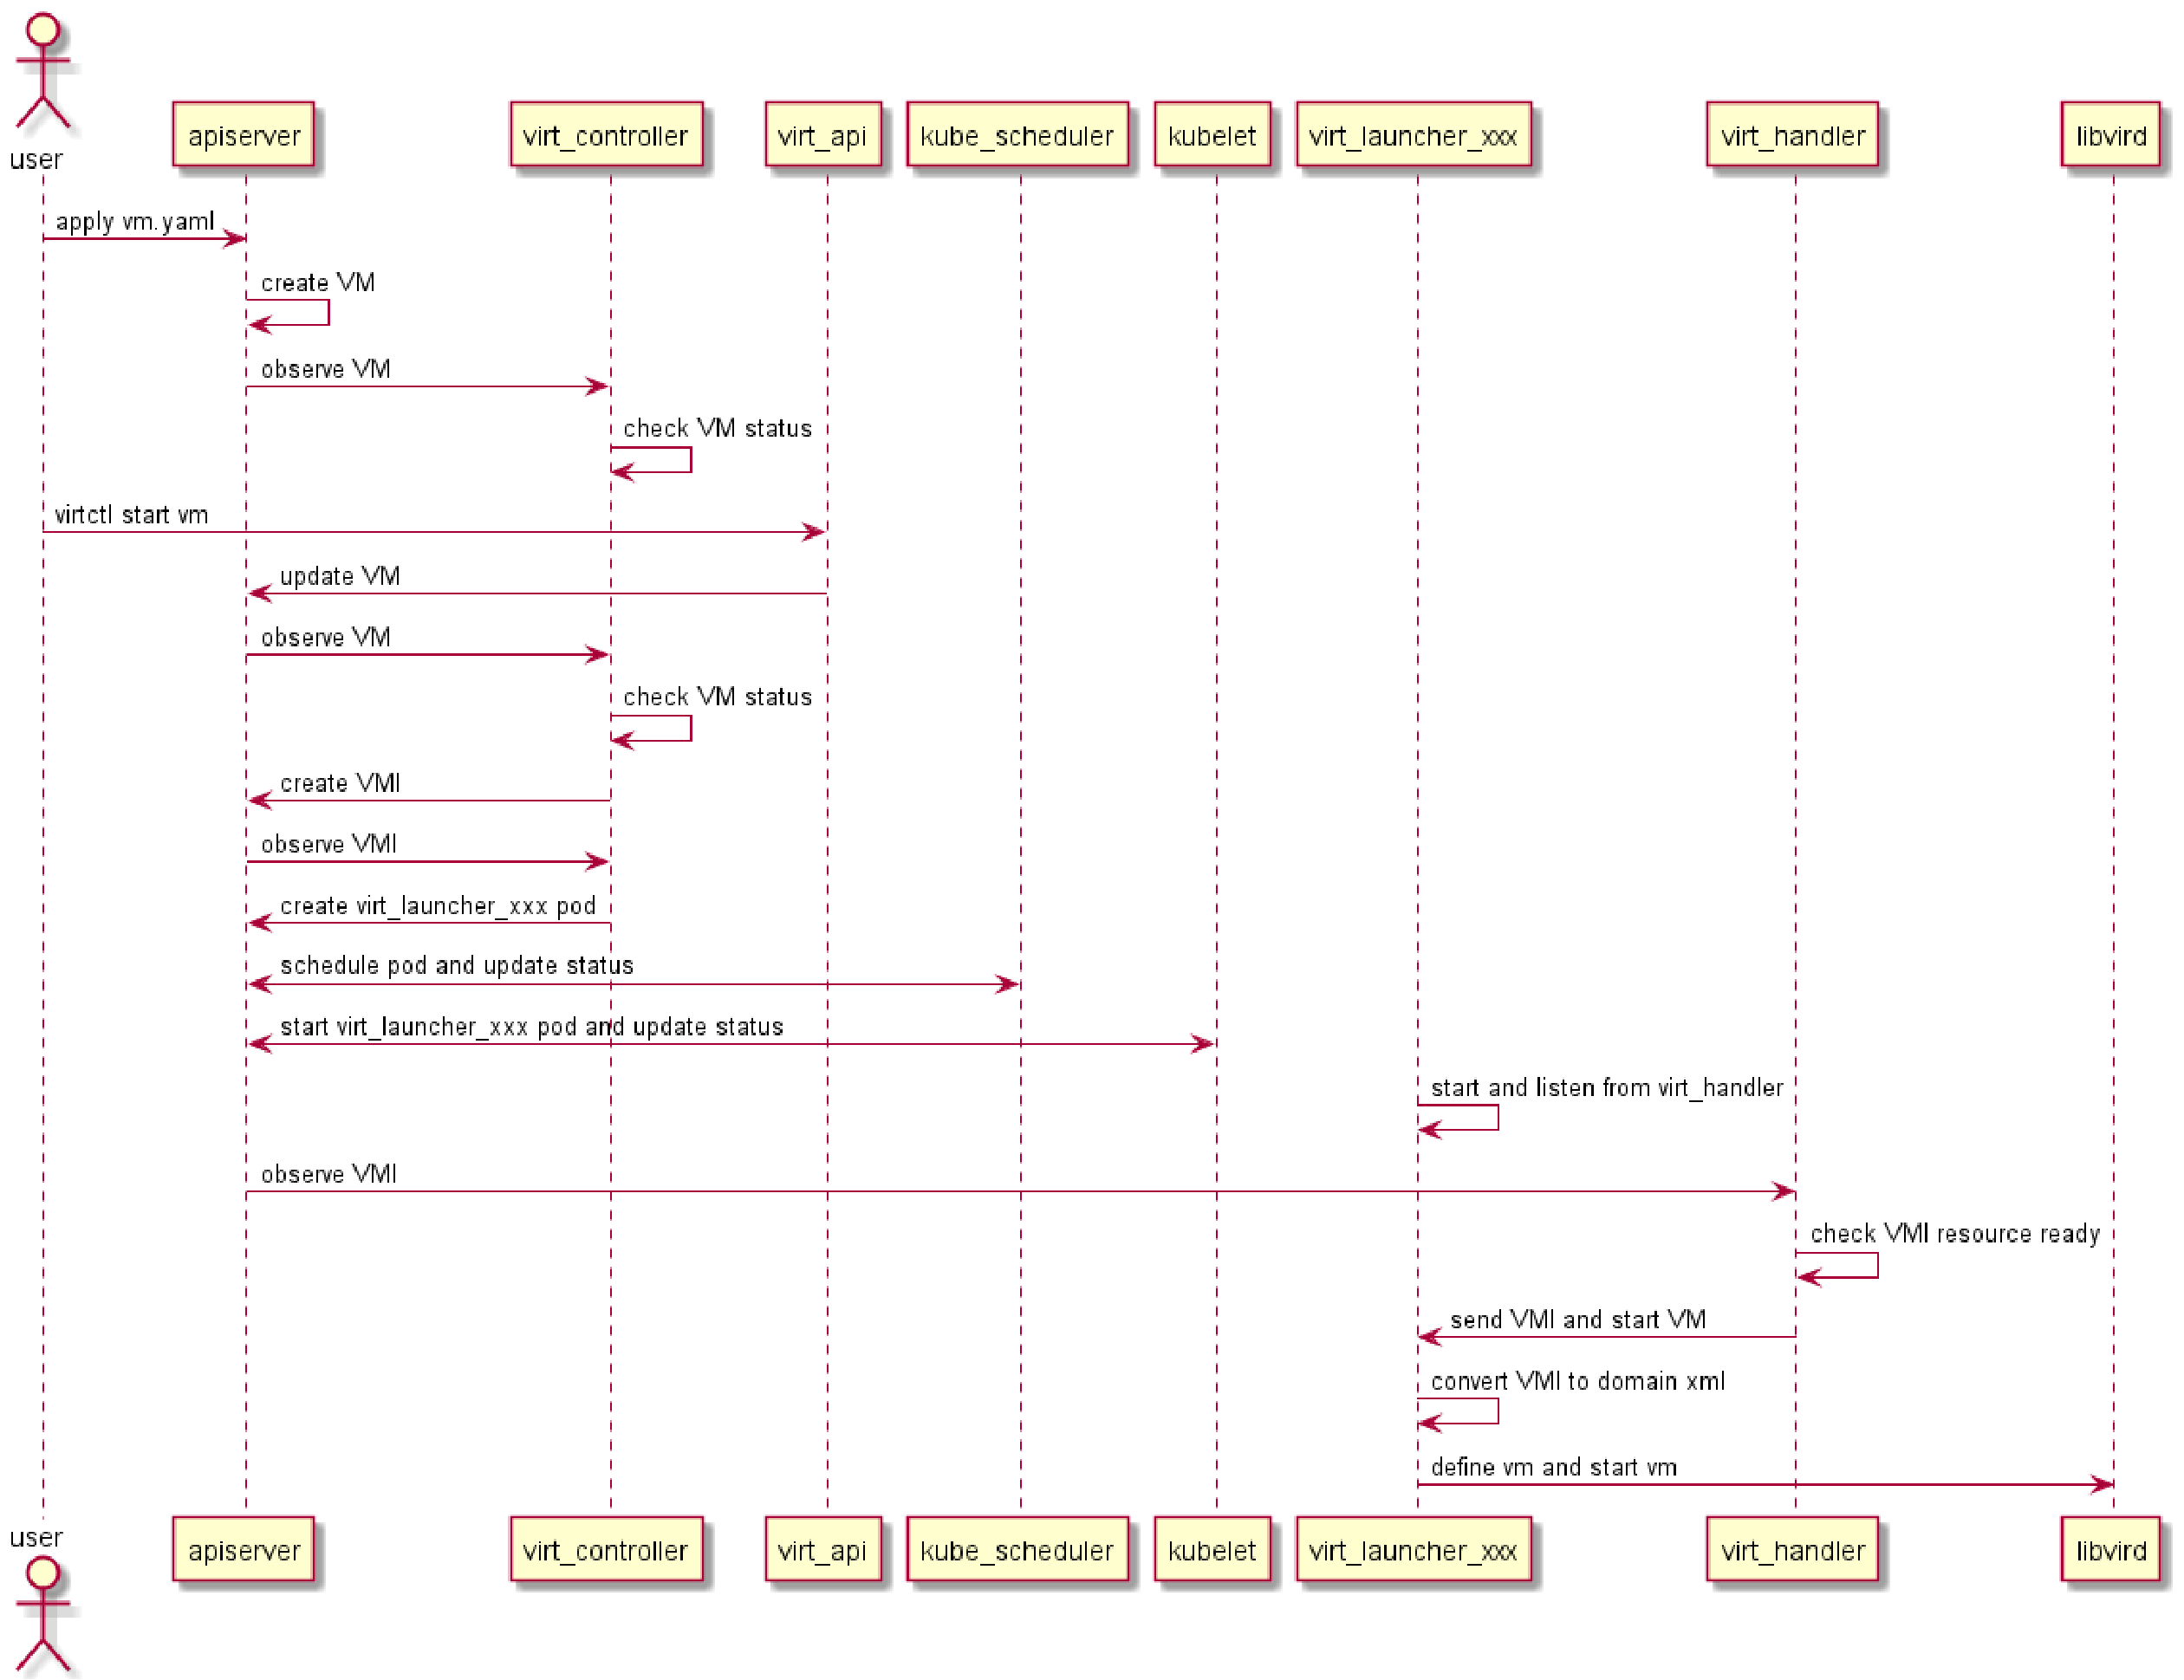 user
apiserver
virt_controller
virt_api
kube_scheduler
kubelet
virt_launcher_xxx
virt_handler
libvird
apply vm.yaml
create VM
observe VM
check VM status
virtctl start vm
update VM
observe VM
check VM status
create VMI
observe VMI
create virt_launcher_xxx pod
schedule pod and update status
start virt_launcher_xxx pod and update status
start and listen from virt_handler
observe VMI
check VMI resource ready
send VMI and start VM
convert VMI to domain xml
define vm and start vm
user
apiserver
virt_controller
virt_api
kube_scheduler
kubelet
virt_launcher_xxx
virt_handler
libvird